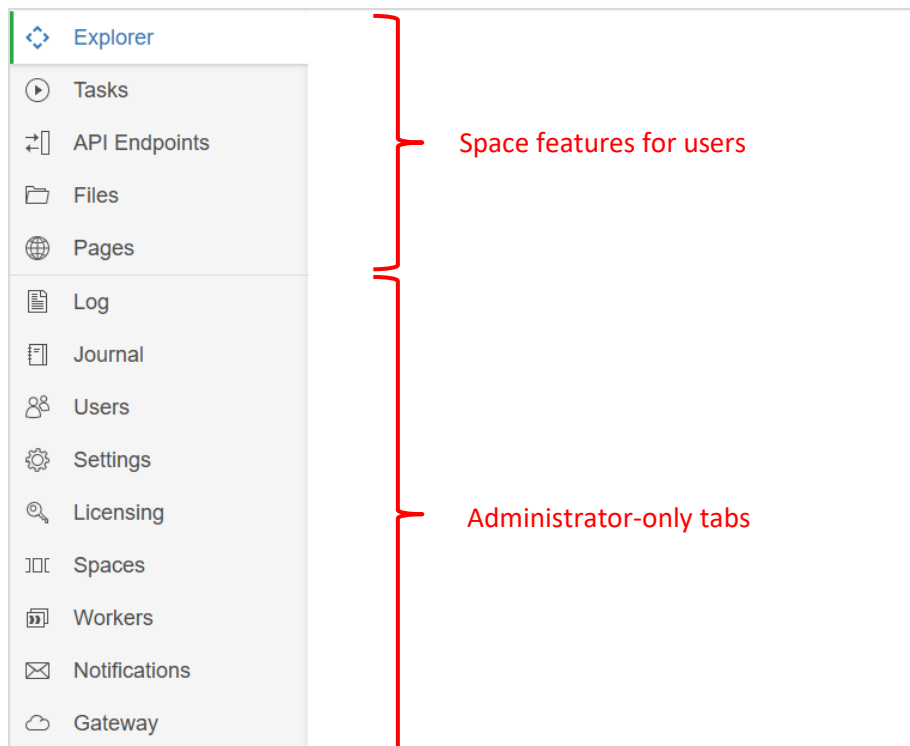 Explorer
Tasks
API Endpoints
Space features for users
Files
Pages
Log
Journal
Users
Settings
Licensing
Administrator-only tabs
Spaces
Workers
Notifications
Gateway